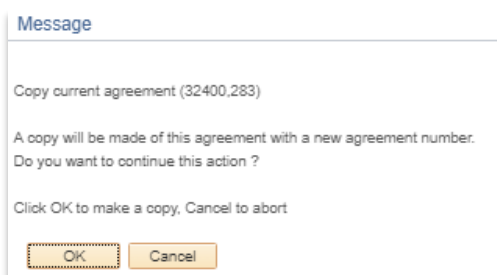 Message
Copy current agreement (32400,283)
A copy will be made of this agreement with a new agreement number.
Do you want to continue this action ?
Click OK to make a copy, Cancel to abort
OK Cancel